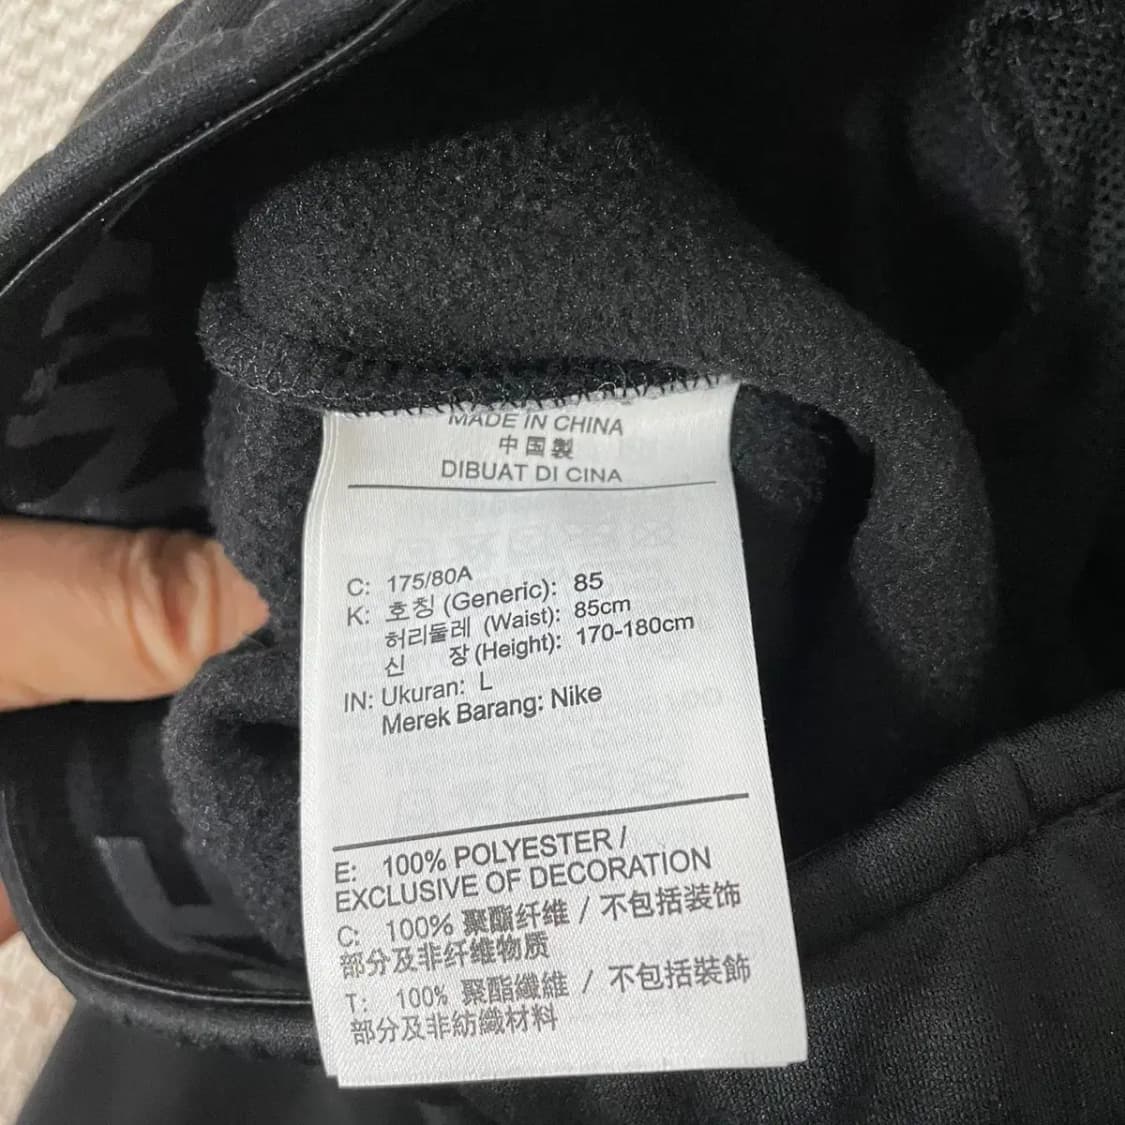 MADE IN CHINA
中国製
DIBUAT DI CINA
C: 175/80A
K: 호칭 (Generic): 85
허리둘레 (Waist): 85cm
신 장 (Height): 170-180cm
IN: Ukuran: L
Merek Barang: Nike
E: 100% POLYESTER /
EXCLUSIVE OF DECORATION
C: 100% 聚酯纤维 / 不包括装饰
部分及非纤维物质
T: 100% 聚酯纖維 / 不包括裝飾
部分及非紡織材料